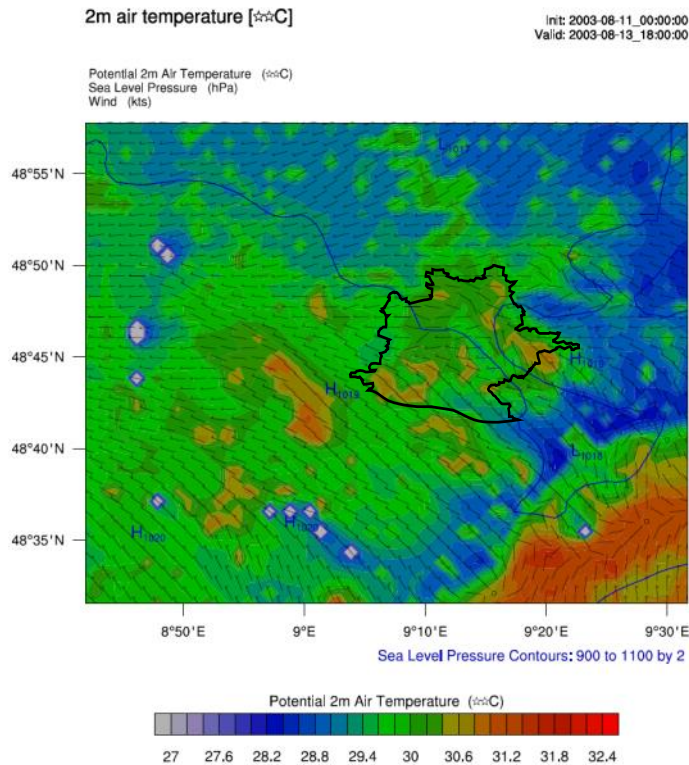 2m air temperature [☆☆C]
Init: 2003-08-11_00:00:00
Valid: 2003-08-13_18:00:00
Potential 2m Air Temperature (☆☆C)
Sea Level Pressure (hPa)
Wind (kts)
L1017
48°55'N
48°50'N
48°45'N
H1019
H1019
48°40'N
L1018
H1020
H1020
48°35'N
8°50'E 9°E 9°10'E 9°20'E 9°30'E
Sea Level Pressure Contours: 900 to 1100 by 2
Potential 2m Air Temperature (☆☆C)
27 27.6 28.2 28.8 29.4 30 30.6 31.2 31.8 32.4